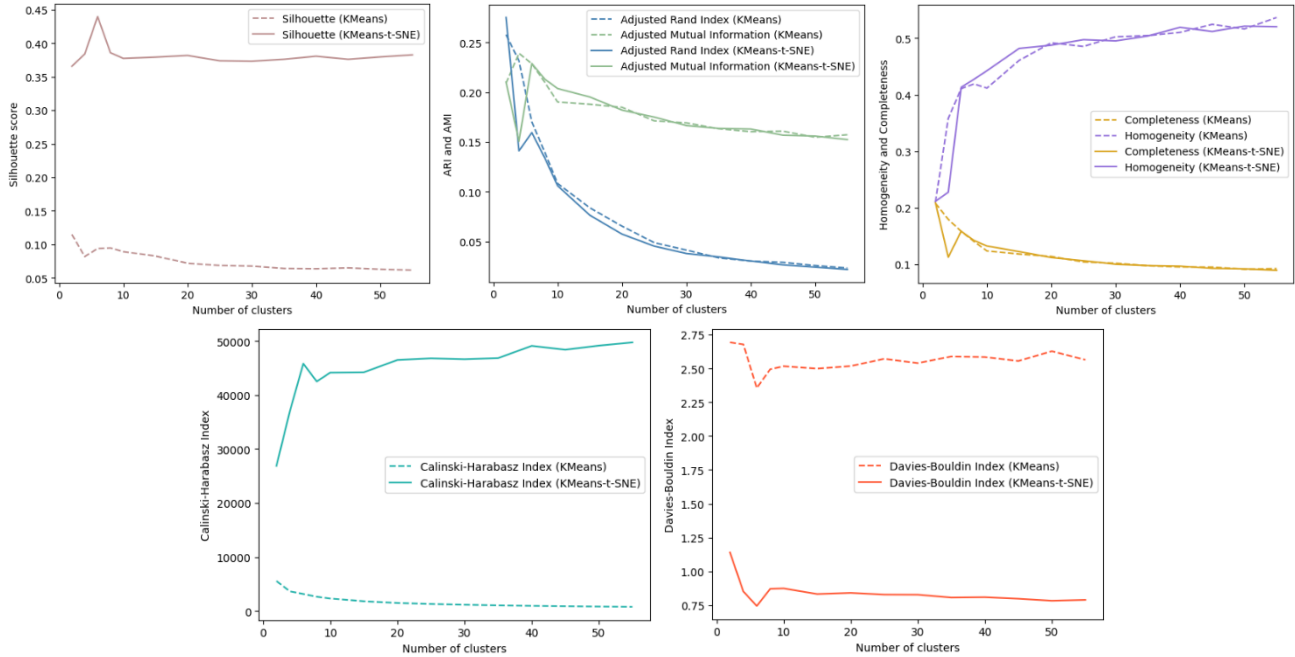 0.45
0.40
0.35
0.30
0.25
0.20
0.15
0.10
0.05
Silhouette score
Silhouette (KMeans)
Silhouette (KMeans-t-SNE)
0 10 20 30 40 50
Number of clusters
0.25
0.20
0.15
0.10
0.05
ARI and AMI
Adjusted Rand Index (KMeans)
Adjusted Mutual Information (KMeans)
Adjusted Rand Index (KMeans-t-SNE)
Adjusted Mutual Information (KMeans-t-SNE)
0 10 20 30 40 50
Number of clusters
0.5
0.4
0.3
0.2
0.1
Homogeneity and Completeness
Completeness (KMeans)
Homogeneity (KMeans)
Completeness (KMeans-t-SNE)
Homogeneity (KMeans-t-SNE)
0 10 20 30 40 50
Number of clusters
50000
40000
30000
20000
10000
0
Calinski-Harabasz Index
Calinski-Harabasz Index (KMeans)
Calinski-Harabasz Index (KMeans-t-SNE)
0 10 20 30 40 50
Number of clusters
2.75
2.50
2.25
2.00
1.75
1.50
1.25
1.00
0.75
Davies-Bouldin Index
Davies-Bouldin Index (KMeans)
Davies-Bouldin Index (KMeans-t-SNE)
0 10 20 30 40 50
Number of clusters